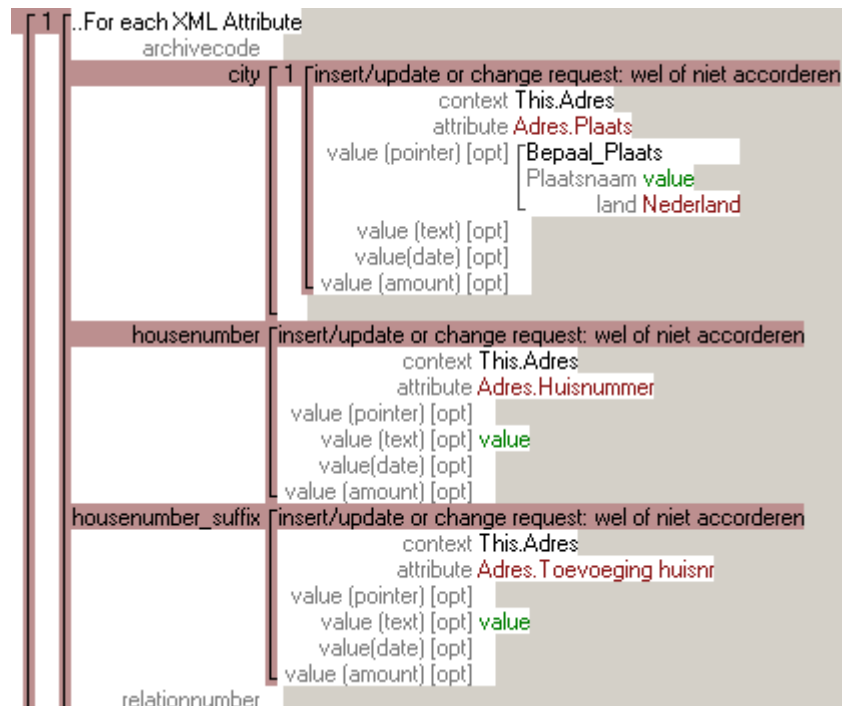 1 ..For each XML Attribute
archivecode
city 1 insert/update or change request: wel of niet accorderen
context This.Adres
attribute Adres.Plaats
value (pointer) [opt] Bepaal_Plaats
Plaatsnaam value
land Nederland
value (text) [opt]
value(date) [opt]
value (amount) [opt]
housenumber insert/update or change request: wel of niet accorderen
context This.Adres
attribute Adres.Huisnummer
value (pointer) [opt]
value (text) [opt] value
value(date) [opt]
value (amount) [opt]
housenumber_suffix insert/update or change request: wel of niet accorderen
context This.Adres
attribute Adres.Toevoeging huisnr
value (pointer) [opt]
value (text) [opt] value
value(date) [opt]
value (amount) [opt]
relationnumber